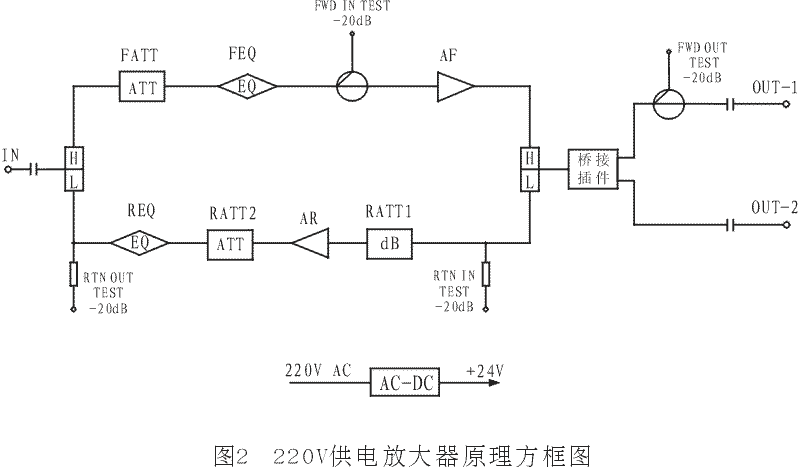 FWD IN TEST
-20dB
FATT
FEQ
AF
ATT
EQ
FWD OUT
TEST
-20dB
OUT-1
IN
H
L
H
L
桥接
插件
REQ
RATT2
AR
RATT1
OUT-2
EQ
ATT
dB
RTN OUT
TEST
-20dB
RTN IN
TEST
-20dB
220V AC
AC-DC
+24V
图2 220V供电放大器原理方框图